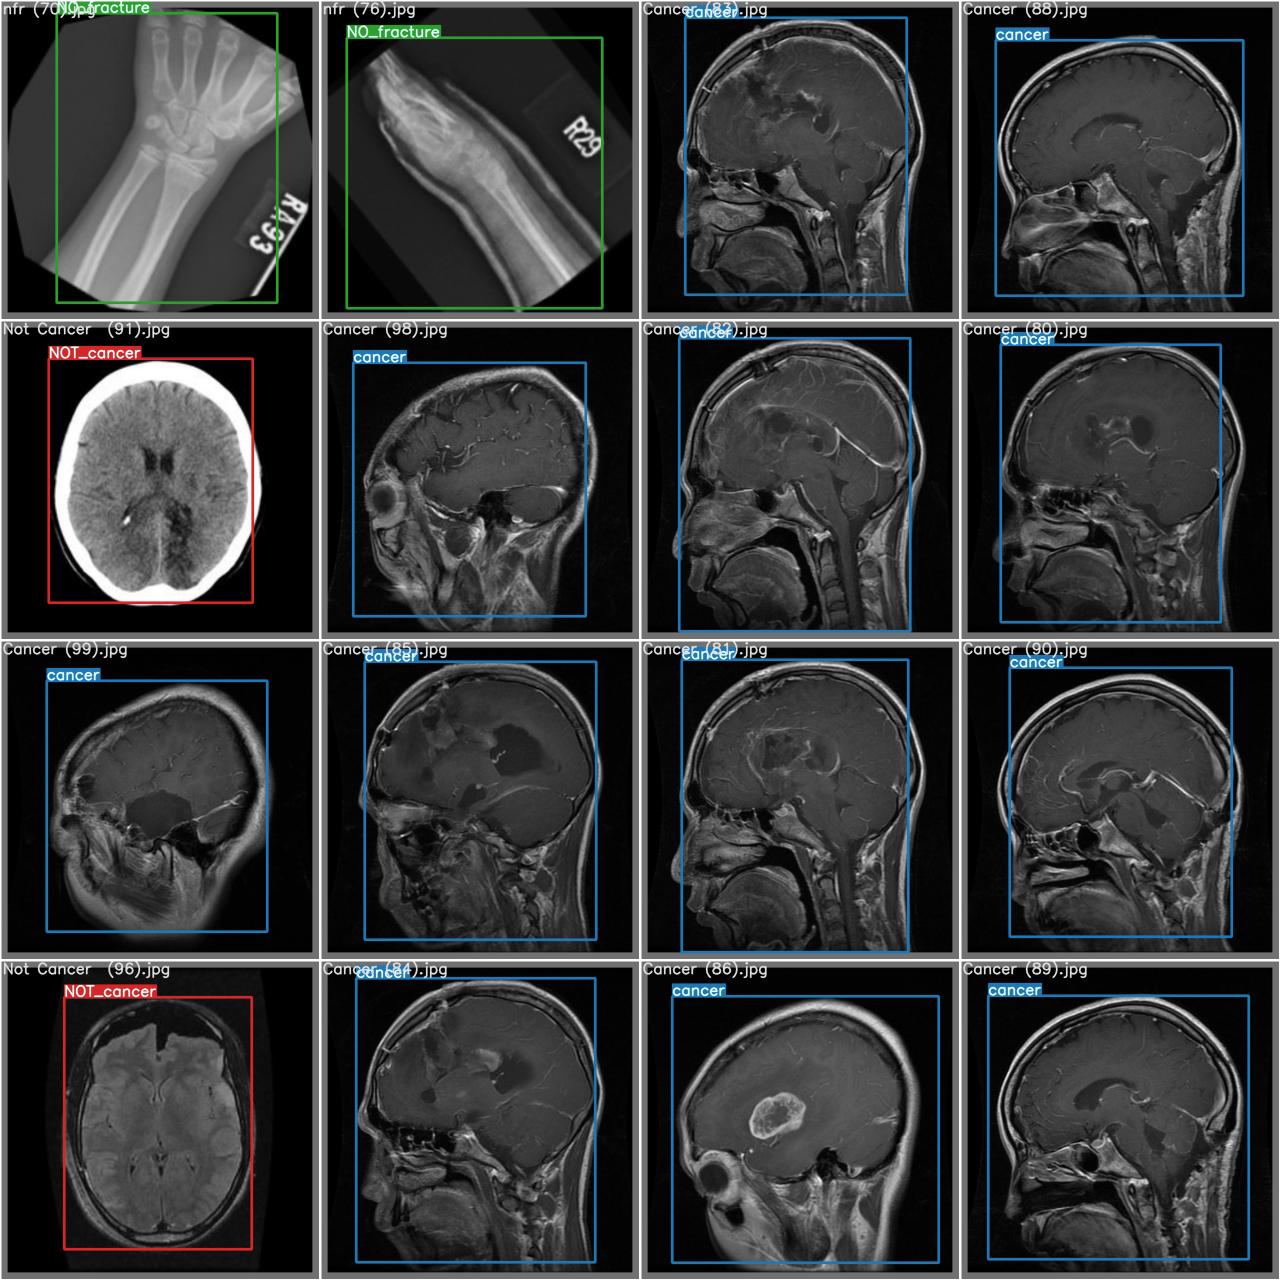 nfr (70).jpg
NO_fracture
RA93
nfr (76).jpg
NO_fracture
R29
Cancer (83).jpg
cancer
Cancer (88).jpg
cancer
Not Cancer  (91).jpg
NOT_cancer
Cancer (98).jpg
cancer
Cancer (82).jpg
cancer
Cancer (80).jpg
cancer
Cancer (99).jpg
cancer
Cancer (85).jpg
cancer
Cancer (81).jpg
cancer
Cancer (90).jpg
cancer
Not Cancer  (96).jpg
NOT_cancer
Cancer (84).jpg
cancer
Cancer (86).jpg
cancer
Cancer (89).jpg
cancer